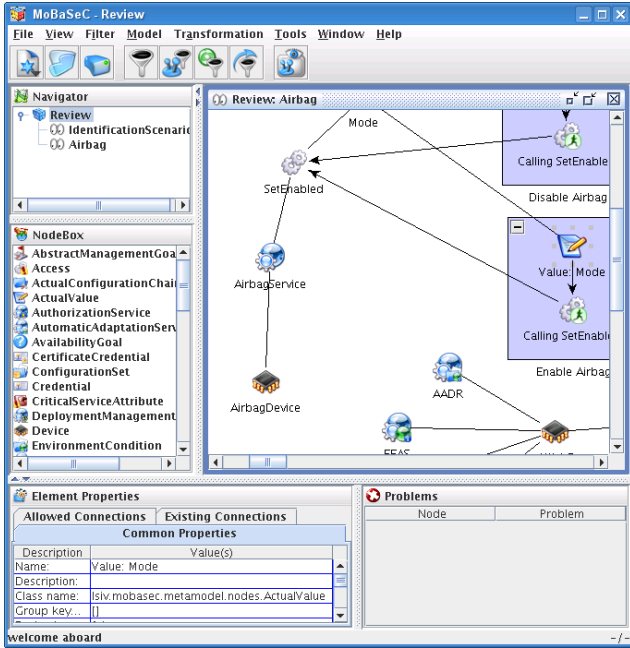 MoBaSeC - Review
File View Filter Model Transformation Tools Window Help
Navigator
Review
IdentificationScenario
Airbag
NodeBox
AbstractManagementGoa
Access
ActualConfigurationChai
ActualValue
AuthorizationService
AutomaticAdaptationServ
AvailabilityGoal
CertificateCredential
ConfigurationSet
Credential
CriticalServiceAttribute
DeploymentManagement
Device
EnvironmentCondition
Review: Airbag
Mode
SetEnabled
AirbagService
AirbagDevice
Calling SetEnable
Disable Airbag
Value: Mode
Calling SetEnabl
Enable Airbag
AADR
Element Properties
Allowed Connections Existing Connections
Common Properties
Description Value(s)
Name: Value: Mode
Description:
Class name: lsiv.mobasec.metamodel.nodes.ActualValue
Group key... []
Problems
Node Problem
welcome aboard -/-